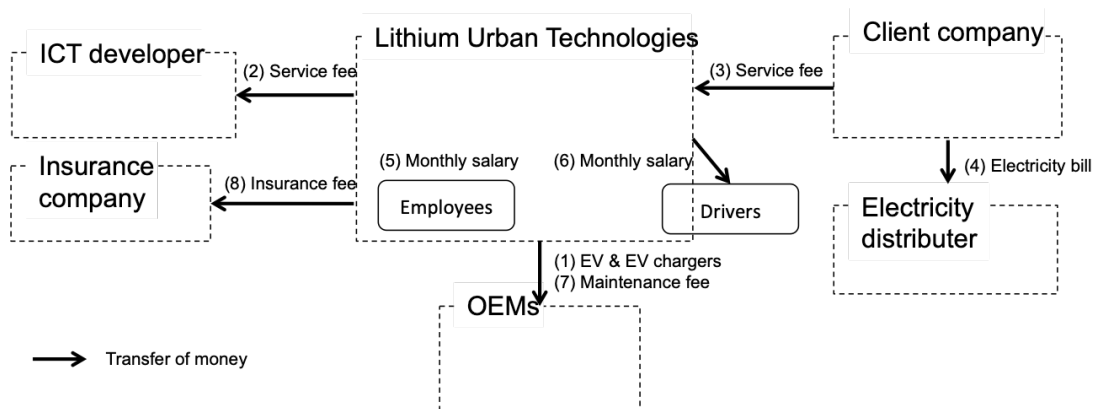 ICT developer
Lithium Urban Technologies
Client company
(2) Service fee
(3) Service fee
Insurance
company
(5) Monthly salary
(6) Monthly salary
(4) Electricity bill
(8) Insurance fee
Employees
Drivers
Electricity
distributer
(1) EV & EV chargers
(7) Maintenance fee
OEMs
Transfer of money